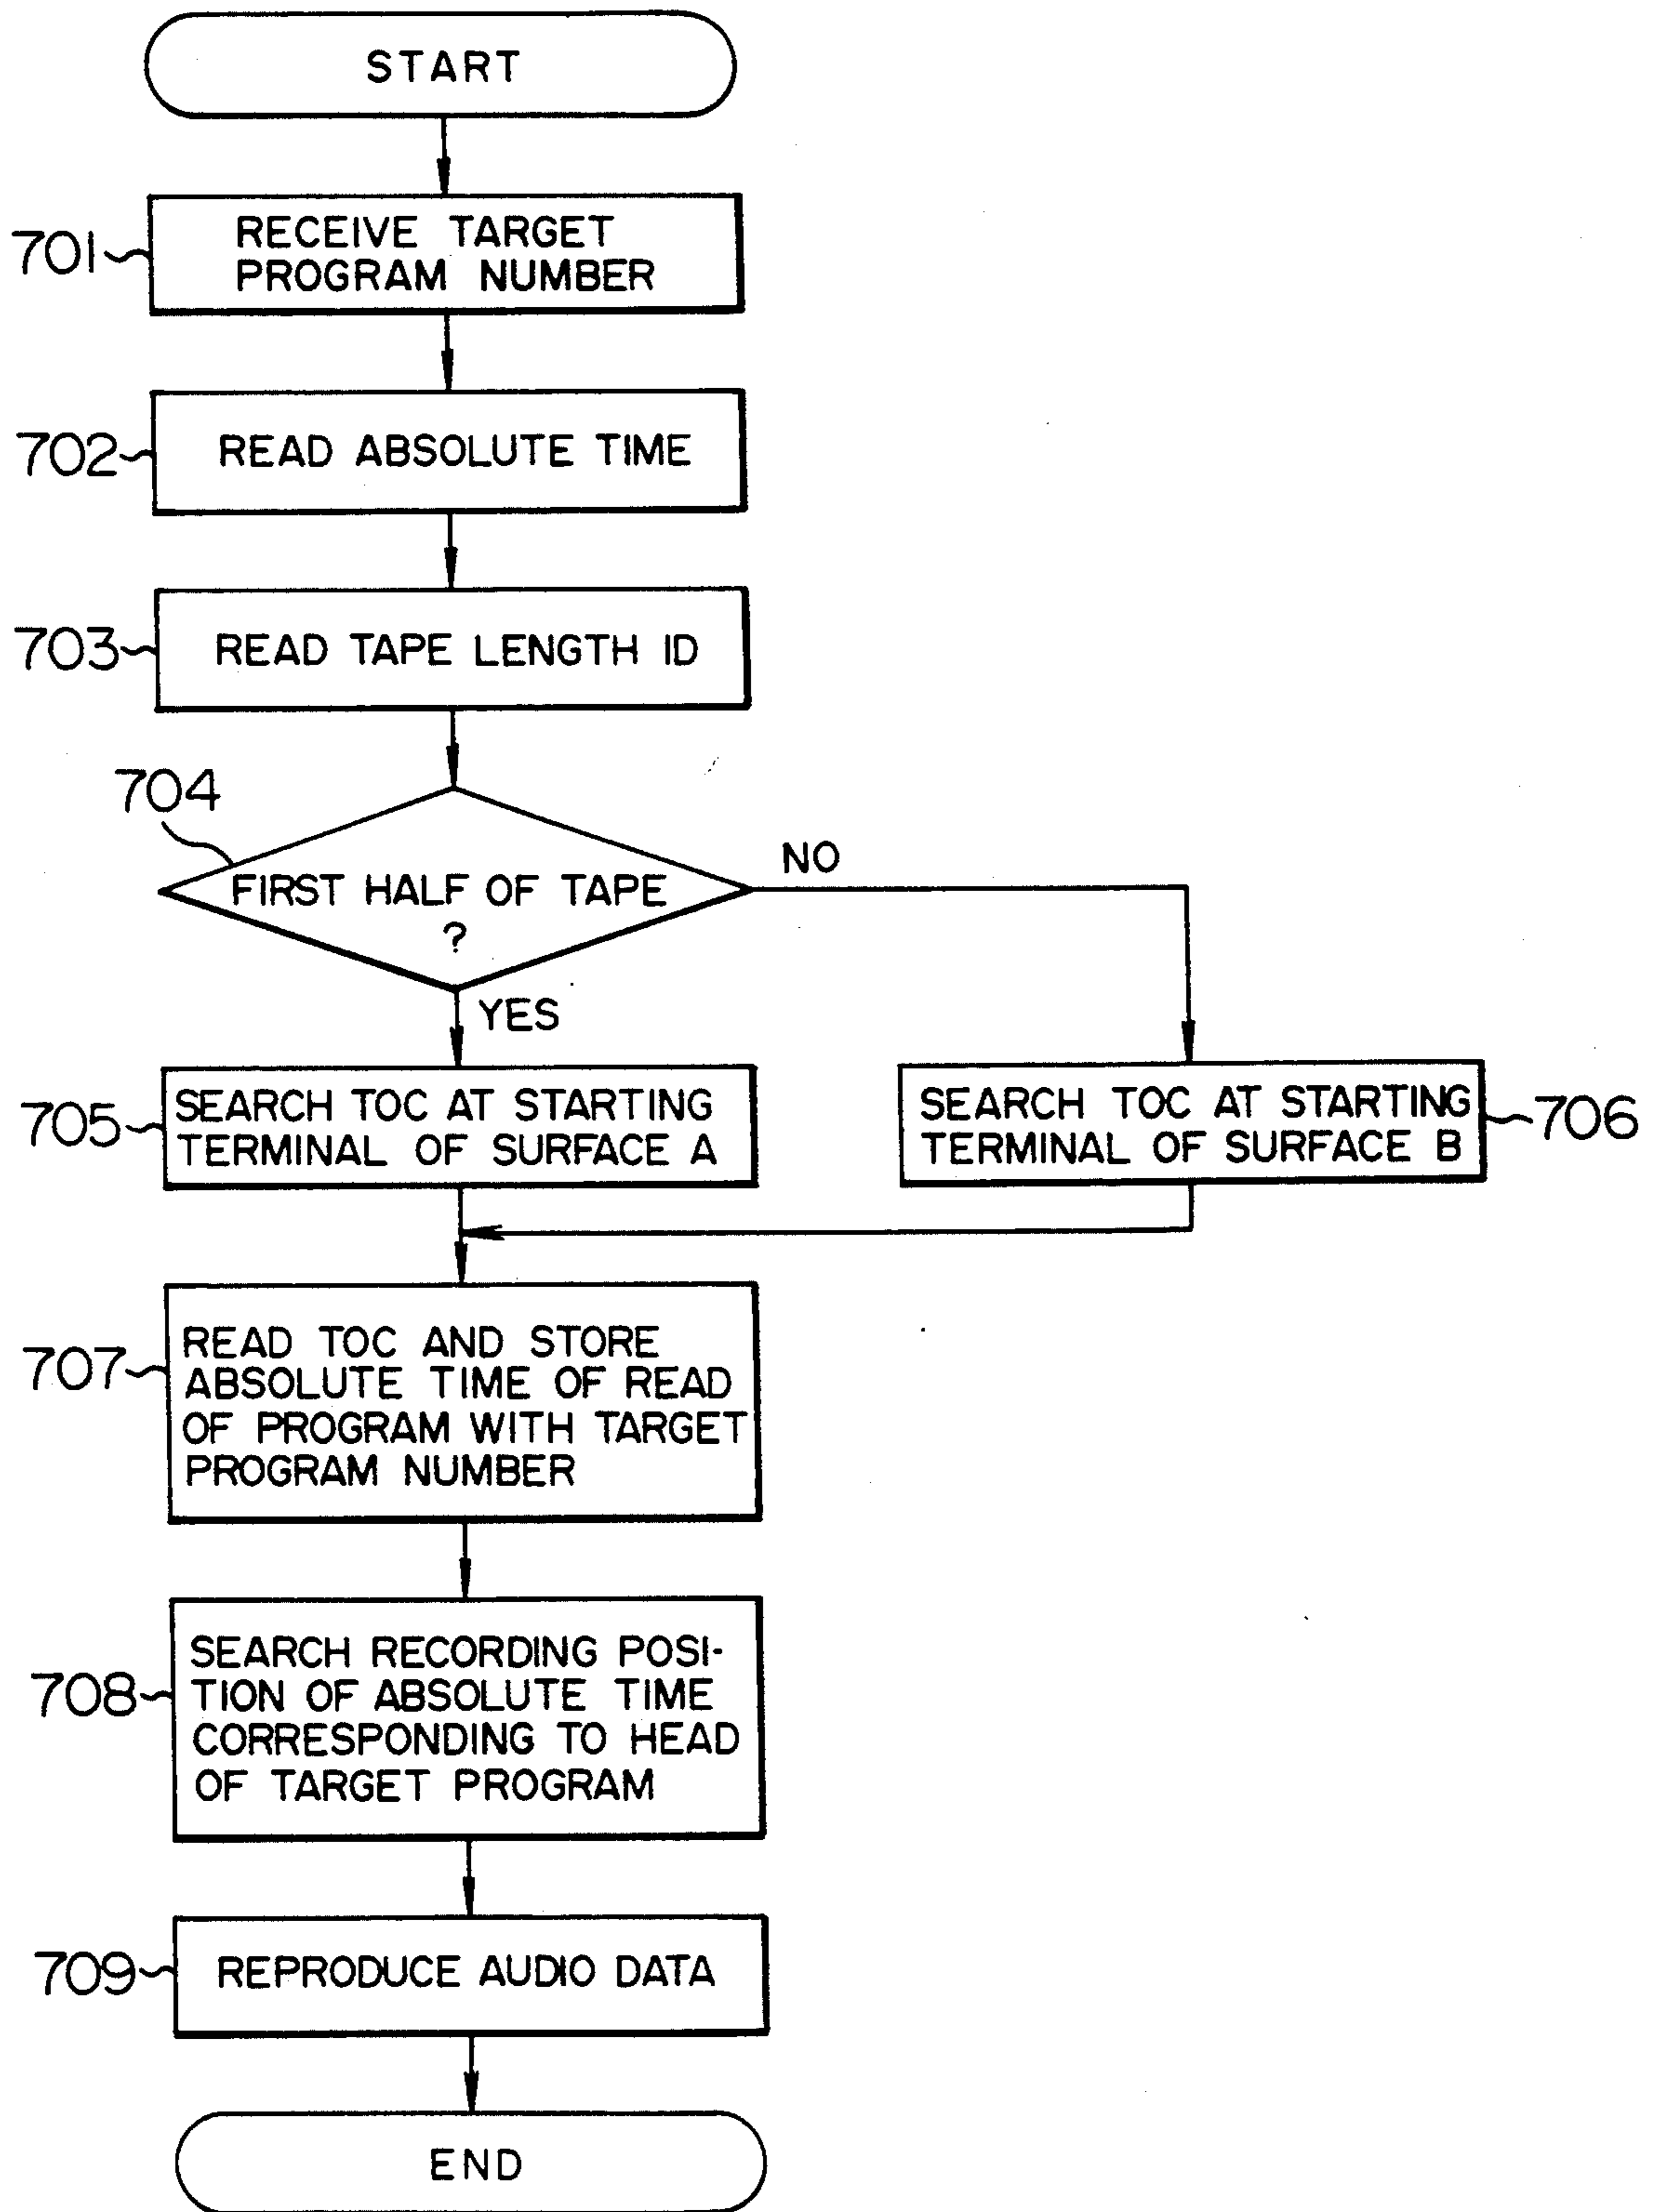 START
701
RECEIVE TARGET
PROGRAM NUMBER
702
READ ABSOLUTE TIME
703
READ TAPE LENGTH ID
704
FIRST HALF OF TAPE
?
NO
YES
705
SEARCH TOC AT STARTING
TERMINAL OF SURFACE A
SEARCH TOC AT STARTING
TERMINAL OF SURFACE B
706
707
READ TOC AND STORE
ABSOLUTE TIME OF READ
OF PROGRAM WITH TARGET
PROGRAM NUMBER
708
SEARCH RECORDING POSI-
TION OF ABSOLUTE TIME
CORRESPONDING TO HEAD
OF TARGET PROGRAM
709
REPRODUCE AUDIO DATA
END